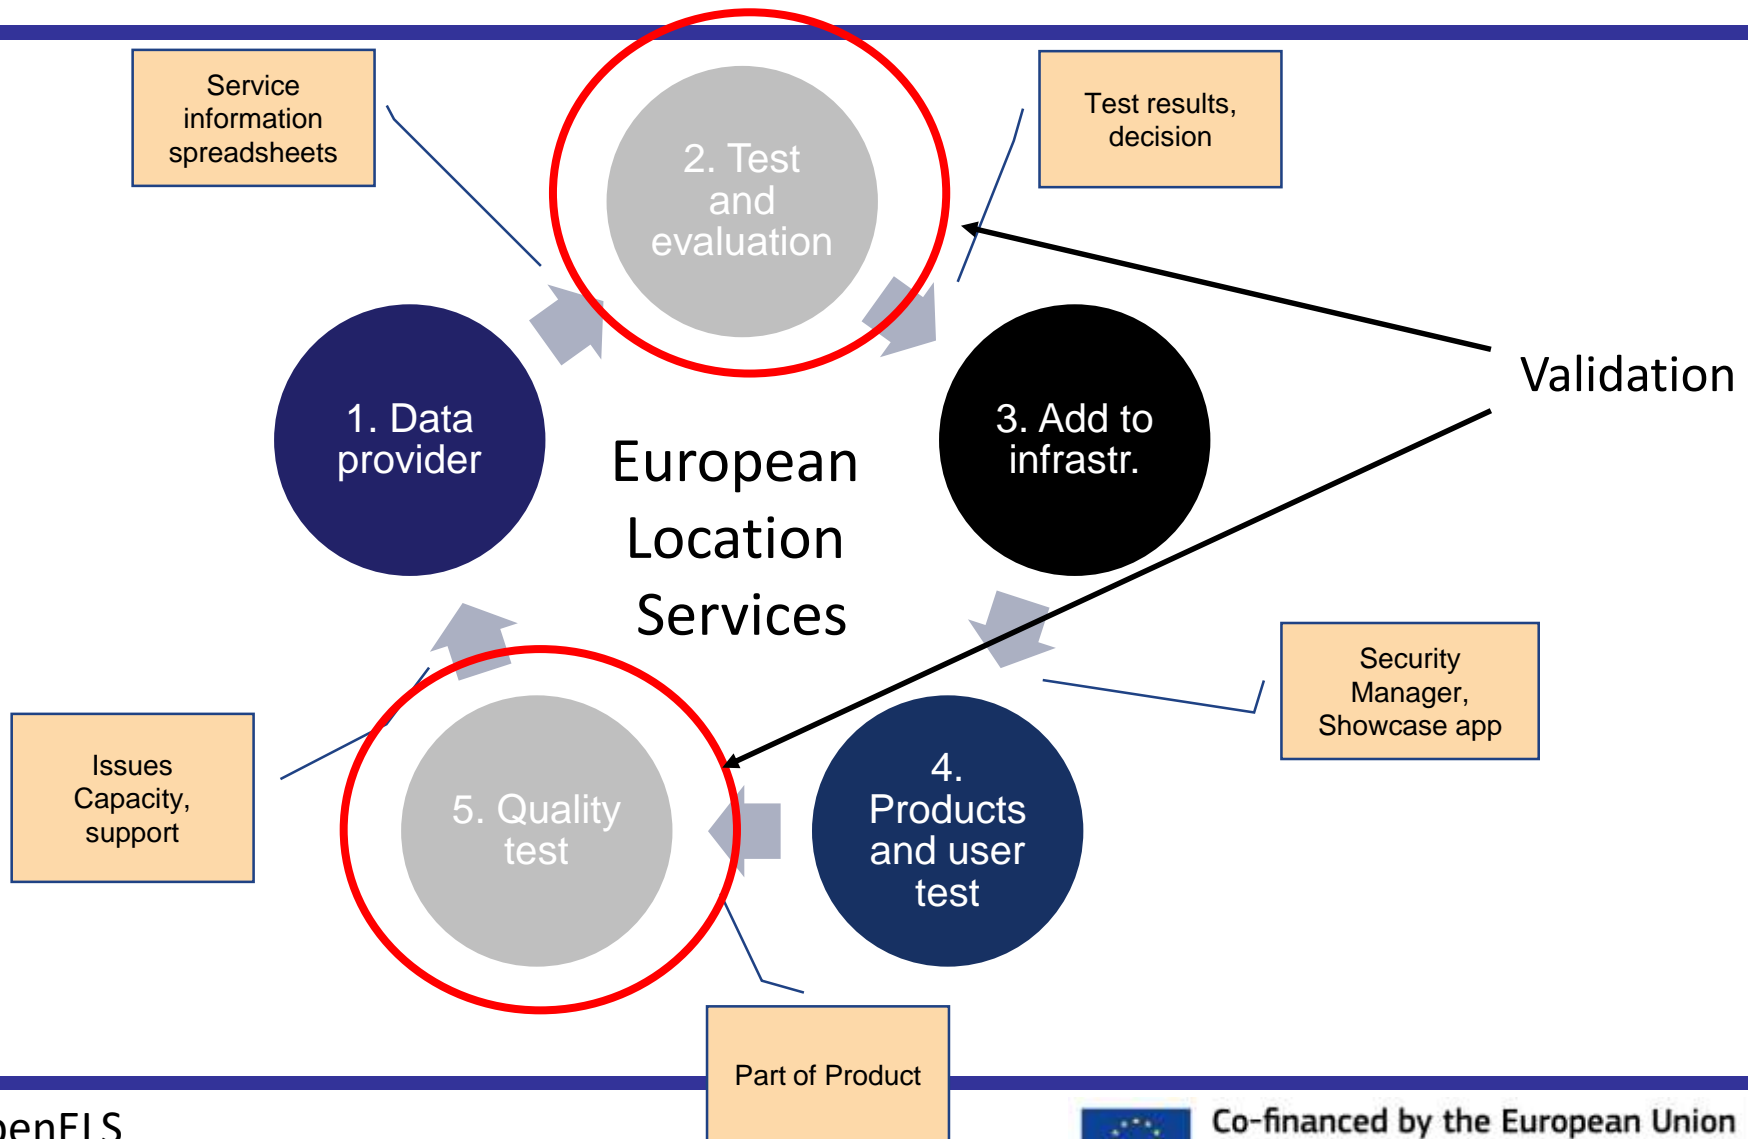 Service
information
spreadsheets
2. Test
and
evaluation
Test results,
decision
Validation
1. Data
provider
3. Add to
infrastr.
European
Location
Services
Security
Manager,
Showcase app
Issues
Capacity,
support
5. Quality
test
4.
Products
and user
test
Part of Product
Co-financed by the European Union
penELS